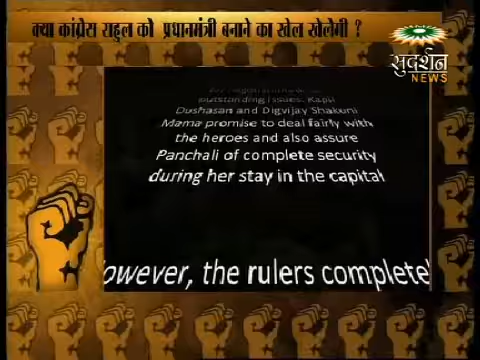 क्या कांग्रेस राहुल को प्रधानमंत्री बनाने का खेल खेलेगी ?
सुदर्शन
NEWS
outstanding issues. Kapil
Dushasan and Digvijay Shakuni
Mama promise to deal fairly with
the heroes and also assure
Panchali of complete security
during her stay in the capital
owever, the rulers complete